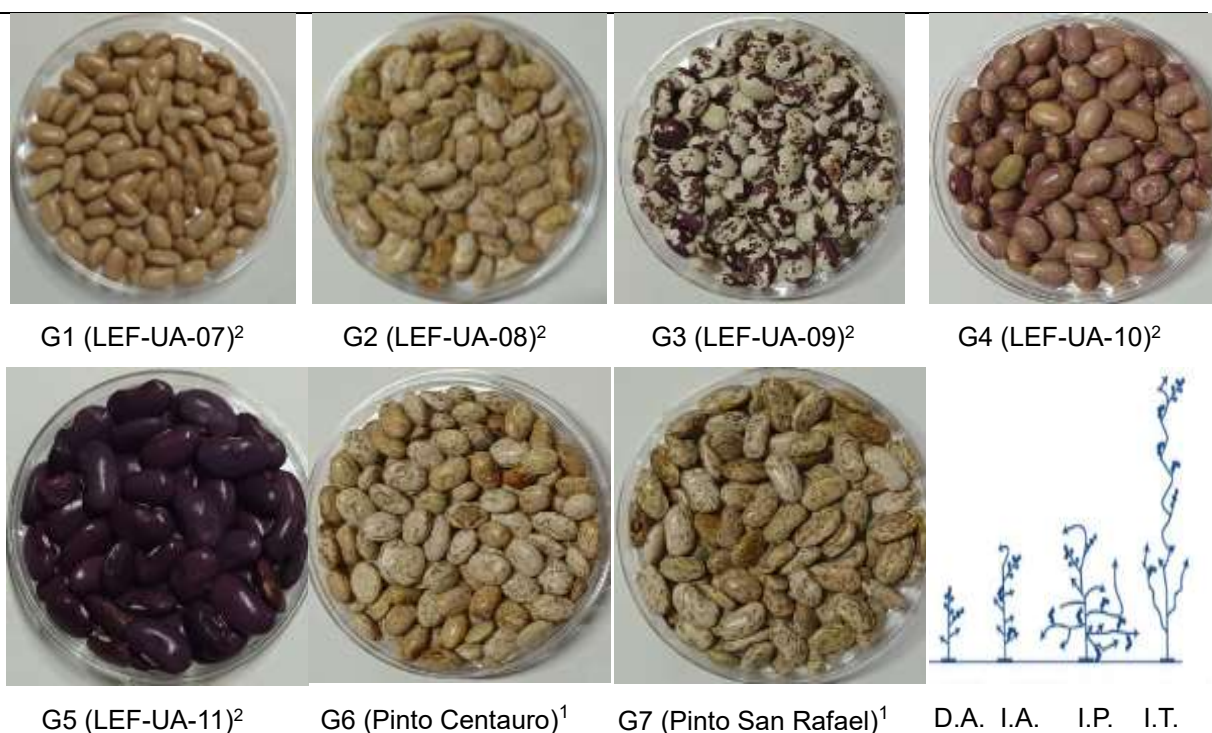 G1 (LEF-UA-07)²
G2 (LEF-UA-08)²
G3 (LEF-UA-09)²
G4 (LEF-UA-10)²
G5 (LEF-UA-11)²
G6 (Pinto Centauro)¹
G7 (Pinto San Rafael)¹
D.A. I.A. I.P. I.T.